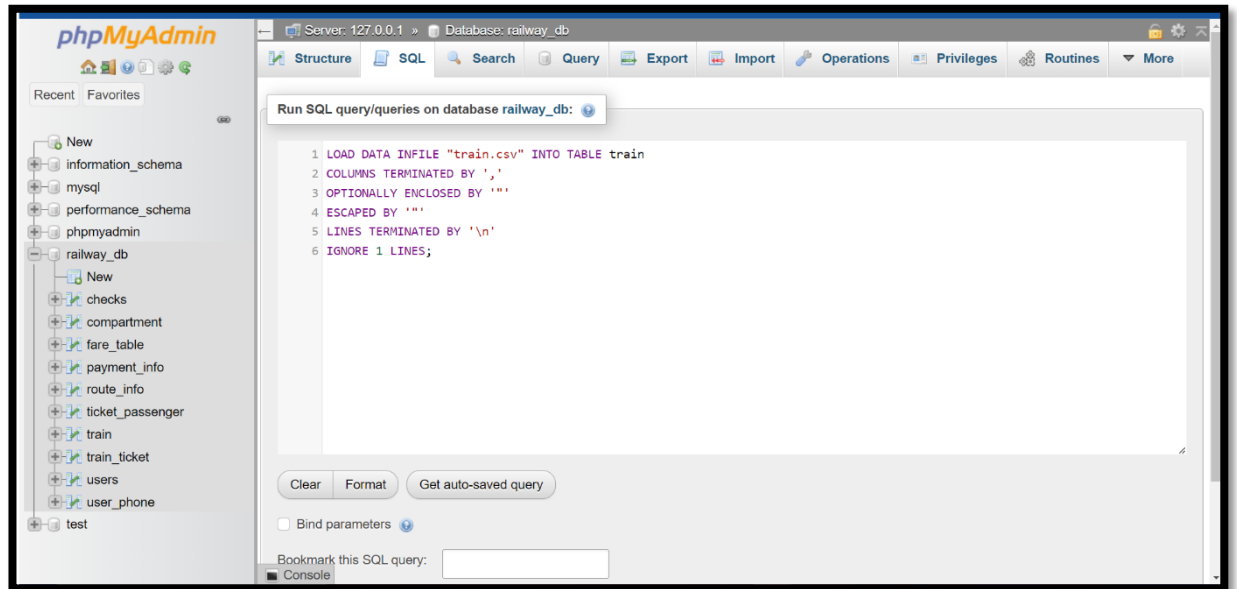 phpMyAdmin
Recent Favorites
New
information_schema
mysql
performance_schema
phpmyadmin
railway_db
New
checks
compartment
fare_table
payment_info
route_info
ticket_passenger
train
train_ticket
users
user_phone
test
Server: 127.0.0.1 » Database: railway_db
Structure SQL Search Query Export Import Operations Privileges Routines More
Run SQL query/queries on database railway_db:
1 LOAD DATA INFILE "train.csv" INTO TABLE train
2 COLUMNS TERMINATED BY ','
3 OPTIONALLY ENCLOSED BY '"'
4 ESCAPED BY '"'
5 LINES TERMINATED BY '\n'
6 IGNORE 1 LINES;
Clear Format Get auto-saved query
Bind parameters
Bookmark this SQL query:
Console